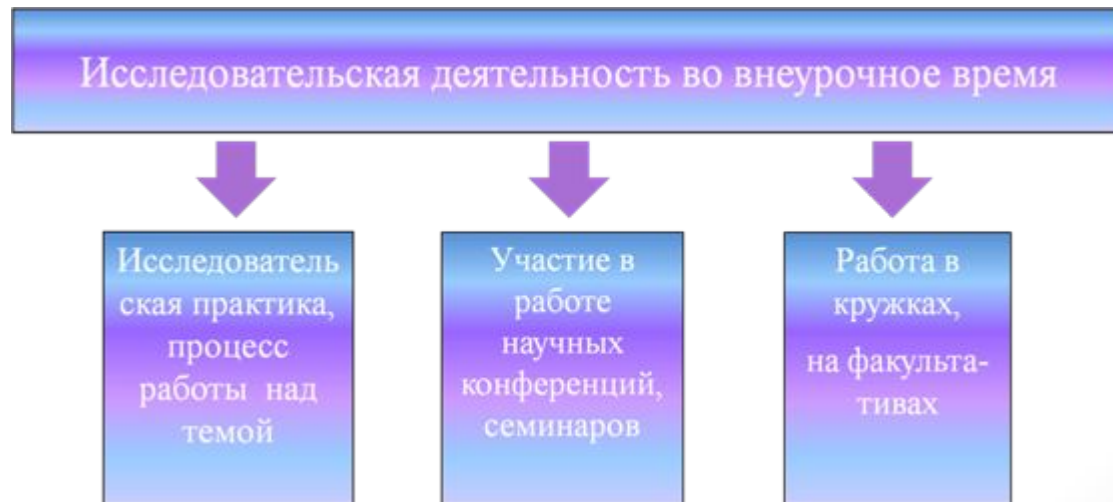 Исследовательская деятельность во внеурочное время
Исследователь
ская практика,
процесс
работы над
темой
Участие в
работе
научных
конференций,
семинаров
Работа в
кружках,
на факульта-
тивах